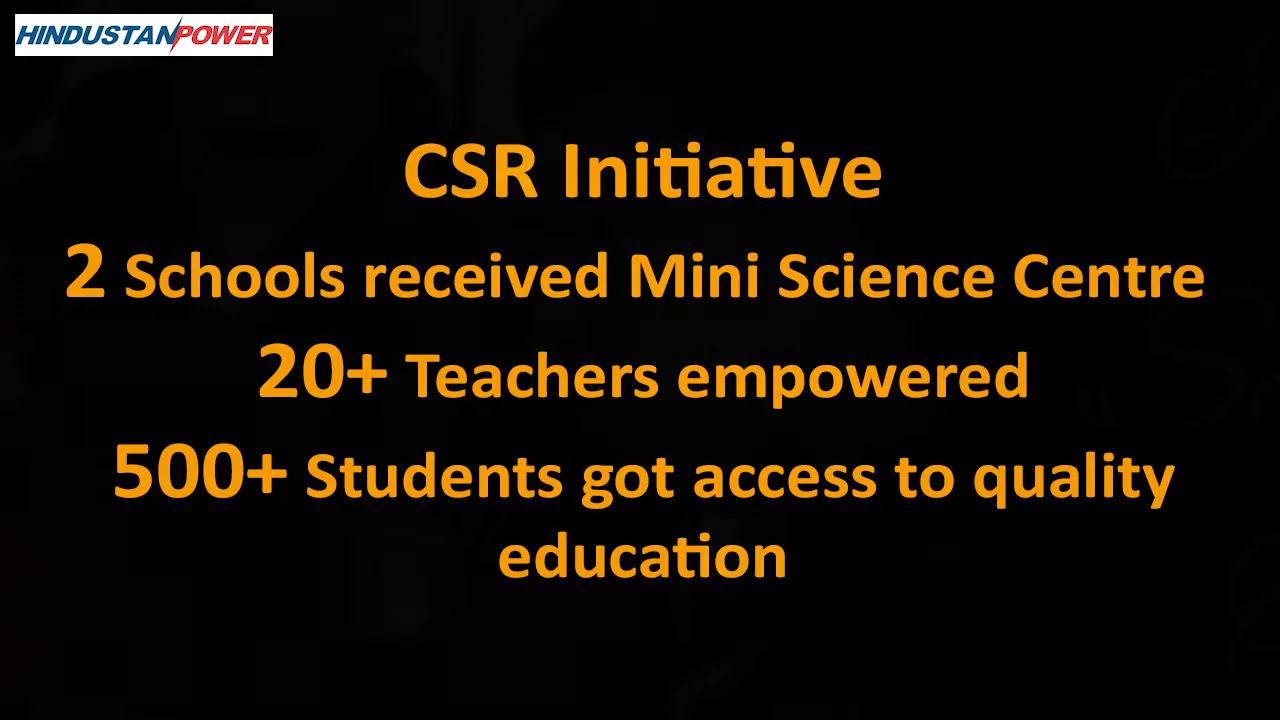 HINDUSTANPOWER
CSR Initiative
2 Schools received Mini Science Centre
20+ Teachers empowered
500+ Students got access to quality
education